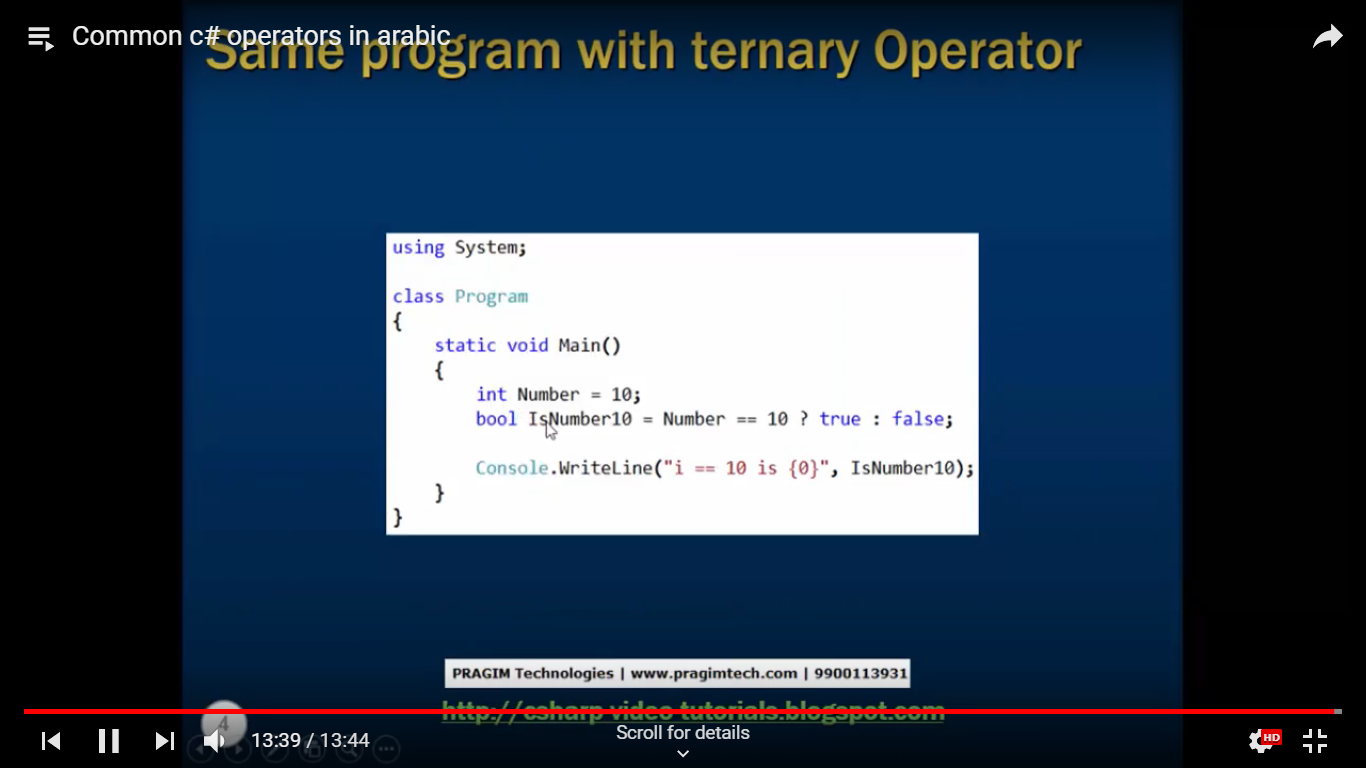 Common c# operators in arabic
Same program with ternary Operator
using System;
class Program
{
static void Main()
{
int Number = 10;
bool IsNumber10 = Number == 10 ? true : false;
Console.WriteLine("i == 10 is {0}", IsNumber10);
}
}
PRAGIM Technologies | www.pragimtech.com | 9900113931
http://csharp-video-tutorials.blogspot.com
4
Scroll for details
13:39 / 13:44
HD